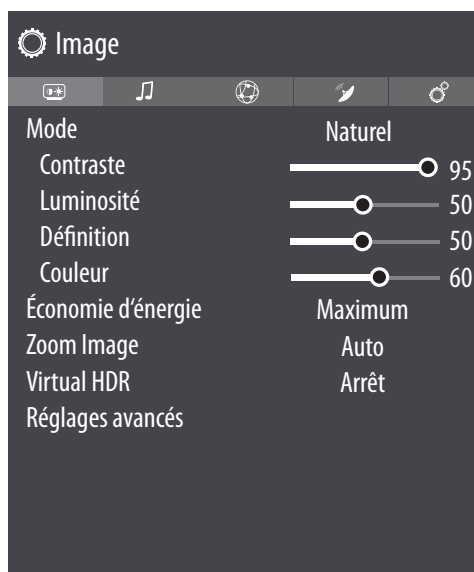 Image
Mode Naturel
Contraste 95
Luminosité 50
Définition 50
Couleur 60
Économie d'énergie Maximum
Zoom Image Auto
Virtual HDR Arrêt
Réglages avancés